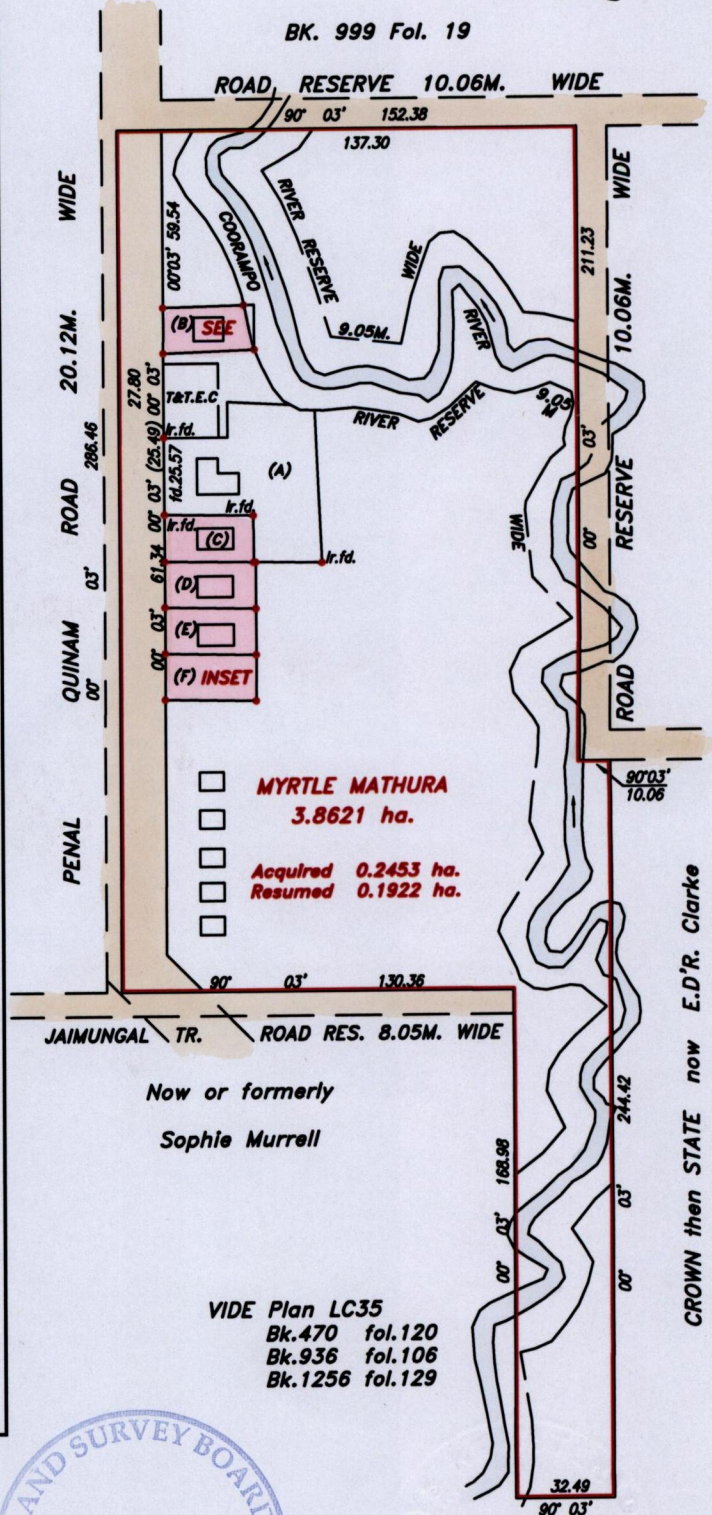 BK. 999 Fol. 19
ROAD RESERVE 10.06M. WIDE
90° 03' 152.38
137.30
PENAL QUINAM ROAD 20.12M. WIDE
00° 03' 286.46
00°03' 59.54
COORAMPO
RIVER RESERVE
9.05M.
WIDE
RIVER
211.23
00° 03'
ROAD RESERVE 10.06M. WIDE
(B) SEE
27.80
00° 03'
T&T.E.C
RIVER RESERVE
9.05 M
WIDE
Ir.fd.
00° 03' (25.49)
fd.25.57
(A)
Ir.fd.
Ir.fd.
(C)
Ir.fd.
00° 03' 61.34
(D)
(E)
(F) INSET
MYRTLE MATHURA
3.8621 ha.
Acquired 0.2453 ha.
Resumed 0.1922 ha.
90°03'
10.06
90° 03' 130.36
JAIMUNGAL TR. ROAD RES. 8.05M. WIDE
Now or formerly
Sophie Murrell
CROWN then STATE now E.D'R. Clarke
00° 03' 244.42
00° 03' 168.98
VIDE Plan LC35
Bk.470 fol.120
Bk.936 fol.106
Bk.1256 fol.129
32.49
90° 03'
AND SURVEY BOARD